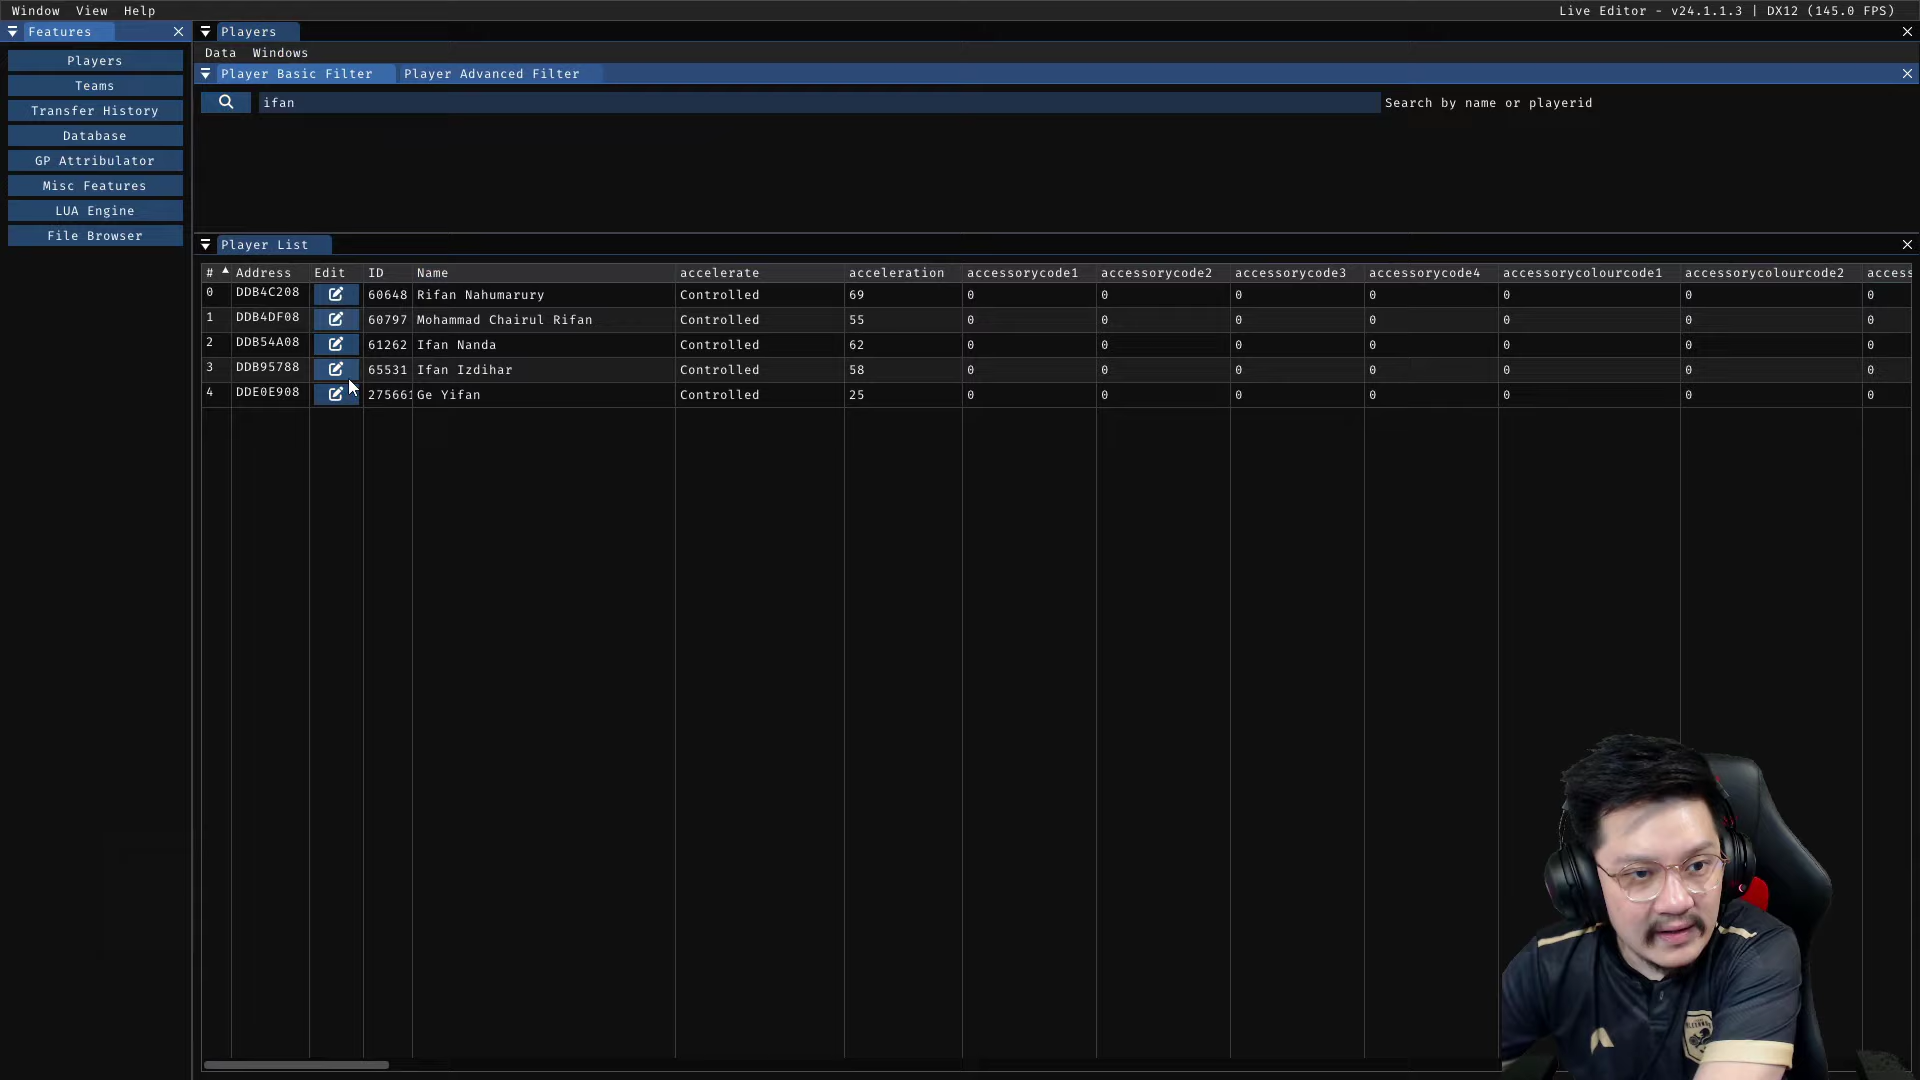 Window View Help
Live Editor - v24.1.1.3 | DX12 (145.0 FPS)
Features
Players
Teams
Transfer History
Database
GP Attribulator
Misc Features
LUA Engine
File Browser
Players
Data Windows
Player Basic Filter Player Advanced Filter
ifan Search by name or playerid
Player List
# Address Edit ID Name accelerate acceleration accessorycode1 accessorycode2 accessorycode3 accessorycode4 accessorycolourcode1 accessorycolourcode2 access
0 DDB4C208 60648 Rifan Nahumarury Controlled 69 0 0 0 0 0 0 0
1 DDB4DF08 60797 Mohammad Chairul Rifan Controlled 55 0 0 0 0 0 0 0
2 DDB54A08 61262 Ifan Nanda Controlled 62 0 0 0 0 0 0 0
3 DDB95788 65531 Ifan Izdihar Controlled 58 0 0 0 0 0 0 0
4 DDE0E908 275661 Ge Yifan Controlled 25 0 0 0 0 0 0 0